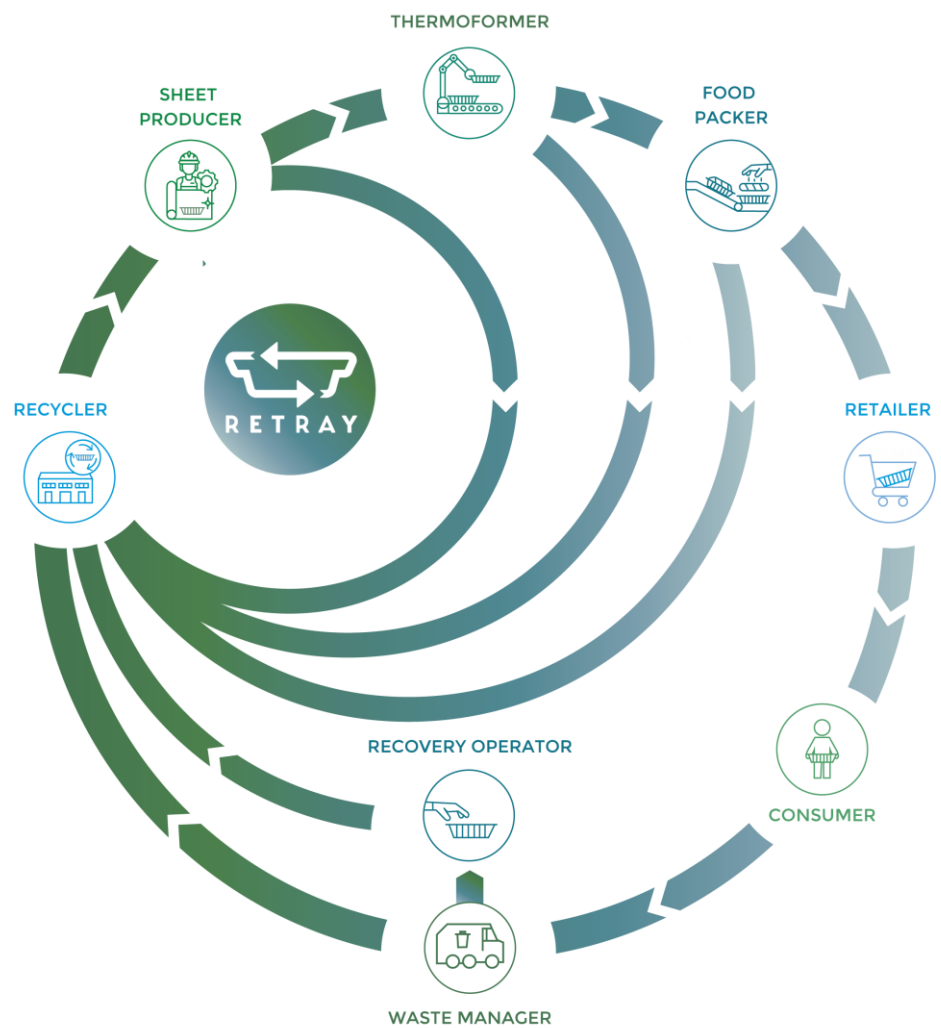 THERMOFORMER
SHEET
PRODUCER
FOOD
PACKER
RETRAY
RECYCLER
RETAILER
RECOVERY OPERATOR
CONSUMER
WASTE MANAGER